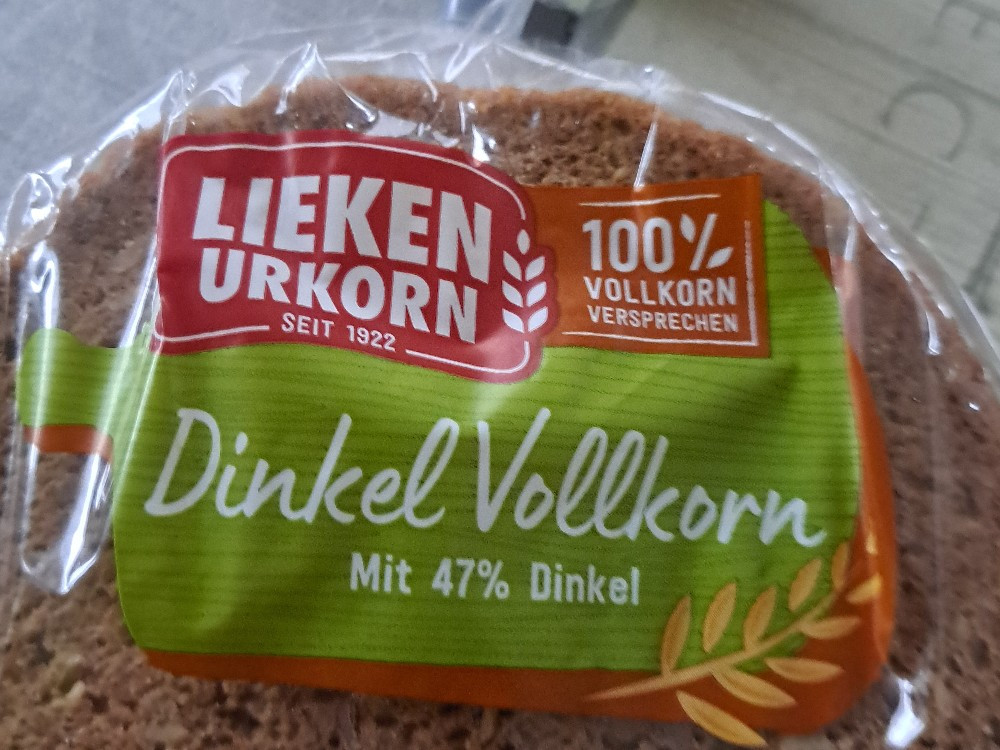 LIEKEN
URKORN
SEIT 1922
100%
VOLLKORN
VERSPRECHEN
Dinkel Vollkorn
Mit 47% Dinkel